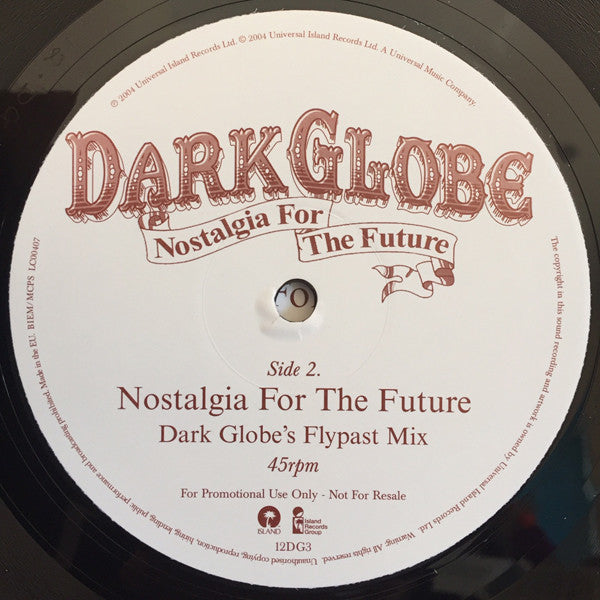 ℗ 2004 Universal Island Records Ltd. © 2004 Universal Island Records Ltd. A Universal Music Company.
DARK GLOBE
Nostalgia For
The Future
Side 2.
Nostalgia For The Future
Dark Globe's Flypast Mix
45rpm
For Promotional Use Only - Not For Resale
ISLAND
Island
Records
Group
12DG3
The copyright in this sound recording and artwork is owned by Universal Island Records Ltd. Warning: All rights reserved. Unauthorised copying, reproduction, hiring, lending, public performance and broadcasting prohibited. Made in the EU. BIEM/MCPS LC00407